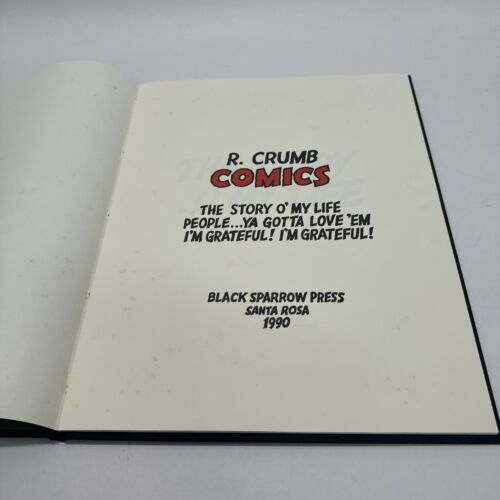 R. CRUMB
COMICS
THE STORY O' MY LIFE
PEOPLE...YA GOTTA LOVE 'EM
I'M GRATEFUL! I'M GRATEFUL!
BLACK SPARROW PRESS
SANTA ROSA
1990